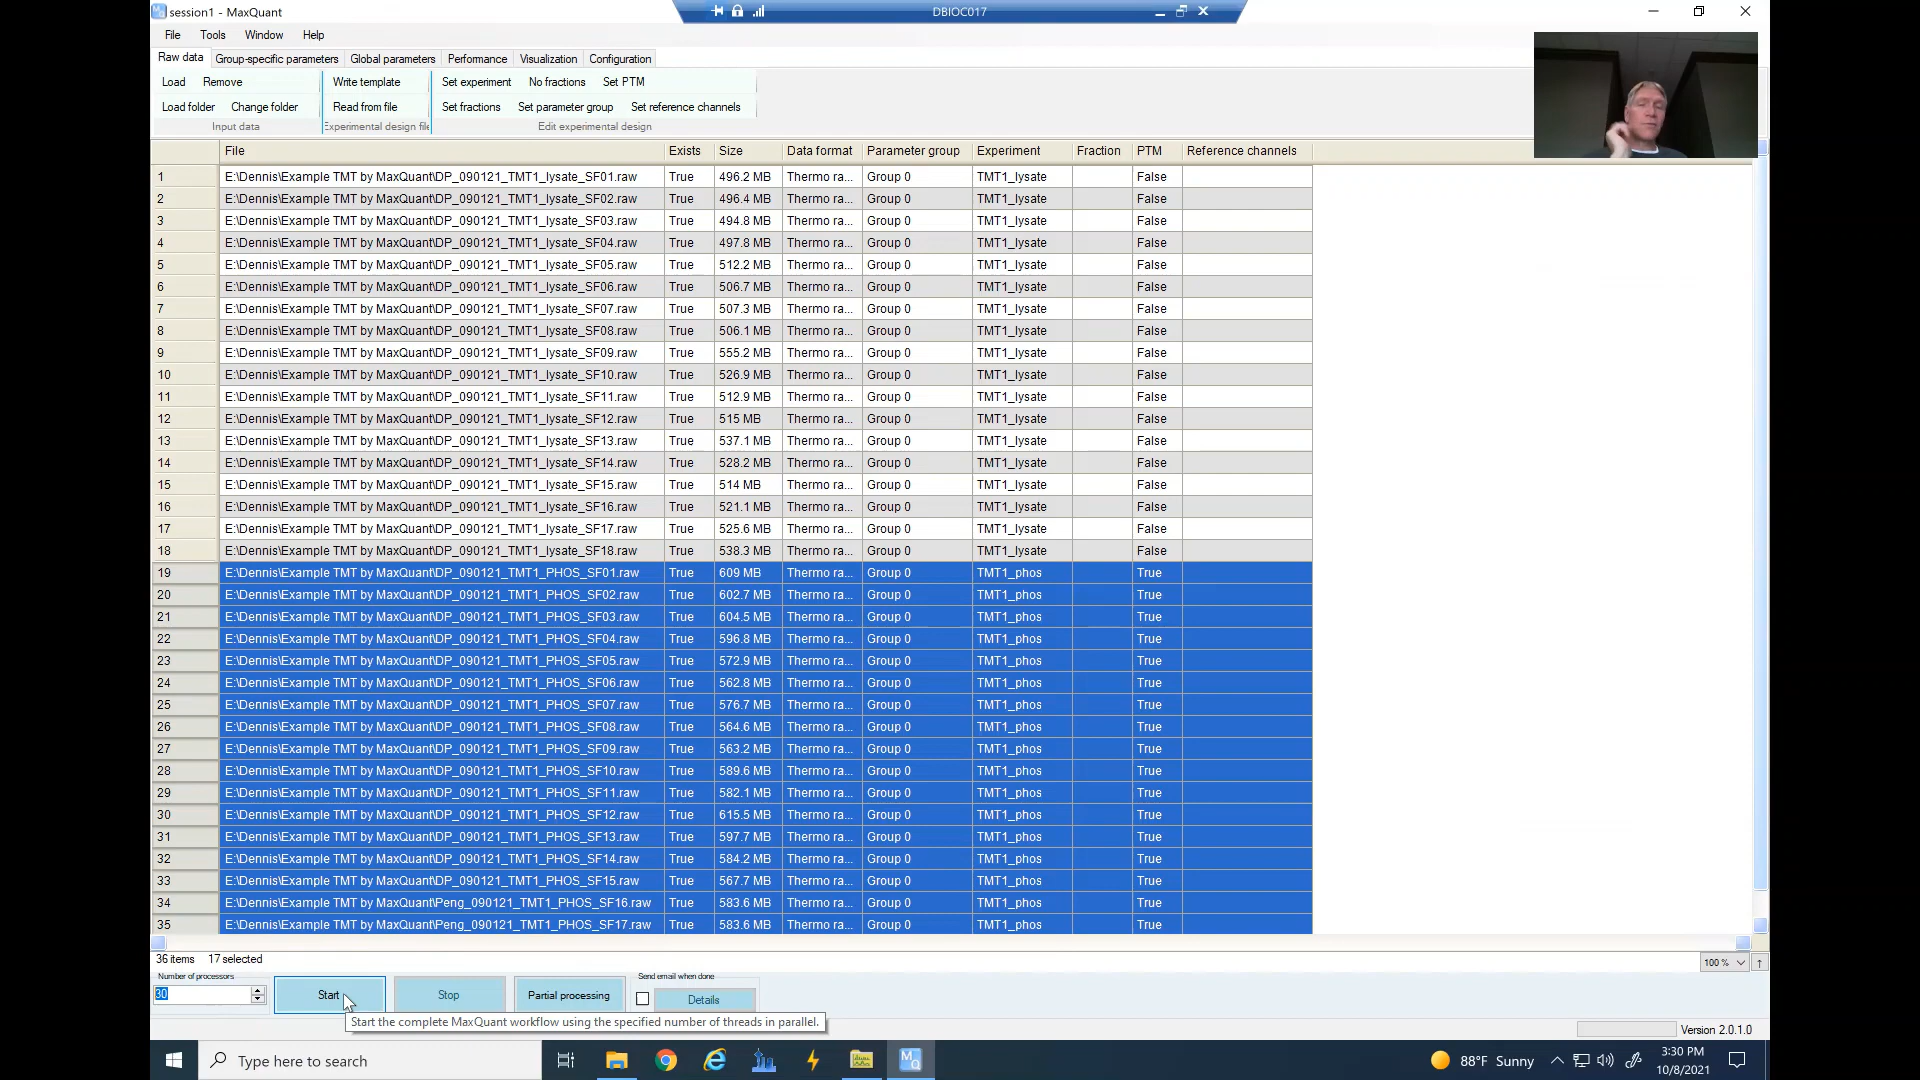 session1 - MaxQuant
DBIOC017
File Tools Window Help
Raw data Group-specific parameters Global parameters Performance Visualization Configuration
Load Remove Write template Set experiment No fractions Set PTM
Load folder Change folder Read from file Set fractions Set parameter group Set reference channels
Input data Experimental design file Edit experimental design
File Exists Size Data format Parameter group Experiment Fraction PTM Reference channels
1 E:\Dennis\Example TMT by MaxQuant\DP_090121_TMT1_lysate_SF01.raw True 496.2 MB Thermo ra... Group 0 TMT1_lysate False
2 E:\Dennis\Example TMT by MaxQuant\DP_090121_TMT1_lysate_SF02.raw True 496.4 MB Thermo ra... Group 0 TMT1_lysate False
3 E:\Dennis\Example TMT by MaxQuant\DP_090121_TMT1_lysate_SF03.raw True 494.8 MB Thermo ra... Group 0 TMT1_lysate False
4 E:\Dennis\Example TMT by MaxQuant\DP_090121_TMT1_lysate_SF04.raw True 497.8 MB Thermo ra... Group 0 TMT1_lysate False
5 E:\Dennis\Example TMT by MaxQuant\DP_090121_TMT1_lysate_SF05.raw True 512.2 MB Thermo ra... Group 0 TMT1_lysate False
6 E:\Dennis\Example TMT by MaxQuant\DP_090121_TMT1_lysate_SF06.raw True 506.7 MB Thermo ra... Group 0 TMT1_lysate False
7 E:\Dennis\Example TMT by MaxQuant\DP_090121_TMT1_lysate_SF07.raw True 507.3 MB Thermo ra... Group 0 TMT1_lysate False
8 E:\Dennis\Example TMT by MaxQuant\DP_090121_TMT1_lysate_SF08.raw True 506.1 MB Thermo ra... Group 0 TMT1_lysate False
9 E:\Dennis\Example TMT by MaxQuant\DP_090121_TMT1_lysate_SF09.raw True 555.2 MB Thermo ra... Group 0 TMT1_lysate False
10 E:\Dennis\Example TMT by MaxQuant\DP_090121_TMT1_lysate_SF10.raw True 526.9 MB Thermo ra... Group 0 TMT1_lysate False
11 E:\Dennis\Example TMT by MaxQuant\DP_090121_TMT1_lysate_SF11.raw True 512.9 MB Thermo ra... Group 0 TMT1_lysate False
12 E:\Dennis\Example TMT by MaxQuant\DP_090121_TMT1_lysate_SF12.raw True 515 MB Thermo ra... Group 0 TMT1_lysate False
13 E:\Dennis\Example TMT by MaxQuant\DP_090121_TMT1_lysate_SF13.raw True 537.1 MB Thermo ra... Group 0 TMT1_lysate False
14 E:\Dennis\Example TMT by MaxQuant\DP_090121_TMT1_lysate_SF14.raw True 528.2 MB Thermo ra... Group 0 TMT1_lysate False
15 E:\Dennis\Example TMT by MaxQuant\DP_090121_TMT1_lysate_SF15.raw True 514 MB Thermo ra... Group 0 TMT1_lysate False
16 E:\Dennis\Example TMT by MaxQuant\DP_090121_TMT1_lysate_SF16.raw True 521.1 MB Thermo ra... Group 0 TMT1_lysate False
17 E:\Dennis\Example TMT by MaxQuant\DP_090121_TMT1_lysate_SF17.raw True 525.6 MB Thermo ra... Group 0 TMT1_lysate False
18 E:\Dennis\Example TMT by MaxQuant\DP_090121_TMT1_lysate_SF18.raw True 538.3 MB Thermo ra... Group 0 TMT1_lysate False
19 E:\Dennis\Example TMT by MaxQuant\DP_090121_TMT1_PHOS_SF01.raw True 609 MB Thermo ra... Group 0 TMT1_phos True
20 E:\Dennis\Example TMT by MaxQuant\DP_090121_TMT1_PHOS_SF02.raw True 602.7 MB Thermo ra... Group 0 TMT1_phos True
21 E:\Dennis\Example TMT by MaxQuant\DP_090121_TMT1_PHOS_SF03.raw True 604.5 MB Thermo ra... Group 0 TMT1_phos True
22 E:\Dennis\Example TMT by MaxQuant\DP_090121_TMT1_PHOS_SF04.raw True 596.8 MB Thermo ra... Group 0 TMT1_phos True
23 E:\Dennis\Example TMT by MaxQuant\DP_090121_TMT1_PHOS_SF05.raw True 572.9 MB Thermo ra... Group 0 TMT1_phos True
24 E:\Dennis\Example TMT by MaxQuant\DP_090121_TMT1_PHOS_SF06.raw True 562.8 MB Thermo ra... Group 0 TMT1_phos True
25 E:\Dennis\Example TMT by MaxQuant\DP_090121_TMT1_PHOS_SF07.raw True 576.7 MB Thermo ra... Group 0 TMT1_phos True
26 E:\Dennis\Example TMT by MaxQuant\DP_090121_TMT1_PHOS_SF08.raw True 564.6 MB Thermo ra... Group 0 TMT1_phos True
27 E:\Dennis\Example TMT by MaxQuant\DP_090121_TMT1_PHOS_SF09.raw True 563.2 MB Thermo ra... Group 0 TMT1_phos True
28 E:\Dennis\Example TMT by MaxQuant\DP_090121_TMT1_PHOS_SF10.raw True 589.6 MB Thermo ra... Group 0 TMT1_phos True
29 E:\Dennis\Example TMT by MaxQuant\DP_090121_TMT1_PHOS_SF11.raw True 582.1 MB Thermo ra... Group 0 TMT1_phos True
30 E:\Dennis\Example TMT by MaxQuant\DP_090121_TMT1_PHOS_SF12.raw True 615.5 MB Thermo ra... Group 0 TMT1_phos True
31 E:\Dennis\Example TMT by MaxQuant\DP_090121_TMT1_PHOS_SF13.raw True 597.7 MB Thermo ra... Group 0 TMT1_phos True
32 E:\Dennis\Example TMT by MaxQuant\DP_090121_TMT1_PHOS_SF14.raw True 584.2 MB Thermo ra... Group 0 TMT1_phos True
33 E:\Dennis\Example TMT by MaxQuant\DP_090121_TMT1_PHOS_SF15.raw True 567.7 MB Thermo ra... Group 0 TMT1_phos True
34 E:\Dennis\Example TMT by MaxQuant\Peng_090121_TMT1_PHOS_SF16.raw True 583.6 MB Thermo ra... Group 0 TMT1_phos True
35 E:\Dennis\Example TMT by MaxQuant\Peng_090121_TMT1_PHOS_SF17.raw True 583.6 MB Thermo ra... Group 0 TMT1_phos True
36 items 17 selected
100 %
Number of processors Send email when done
30 Start Stop Partial processing Details
Start the complete MaxQuant workflow using the specified number of threads in parallel.
Version 2.0.1.0
Type here to search 88°F Sunny 3:30 PM
10/8/2021